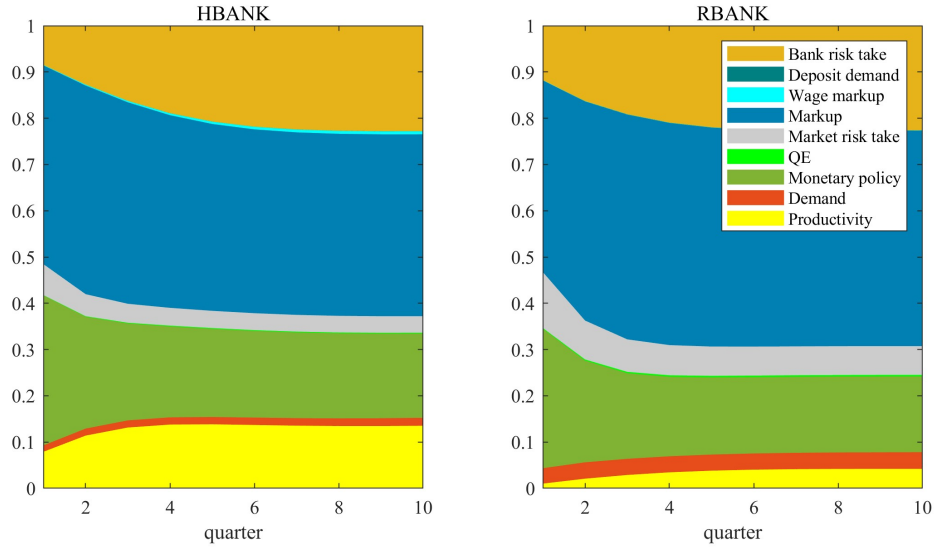 HBANK
1
0.9
0.8
0.7
0.6
0.5
0.4
0.3
0.2
0.1
0
2 4 6 8 10
quarter
RBANK
1
0.9
0.8
0.7
0.6
0.5
0.4
0.3
0.2
0.1
0
2 4 6 8 10
quarter
Bank risk take
Deposit demand
Wage markup
Markup
Market risk take
QE
Monetary policy
Demand
Productivity